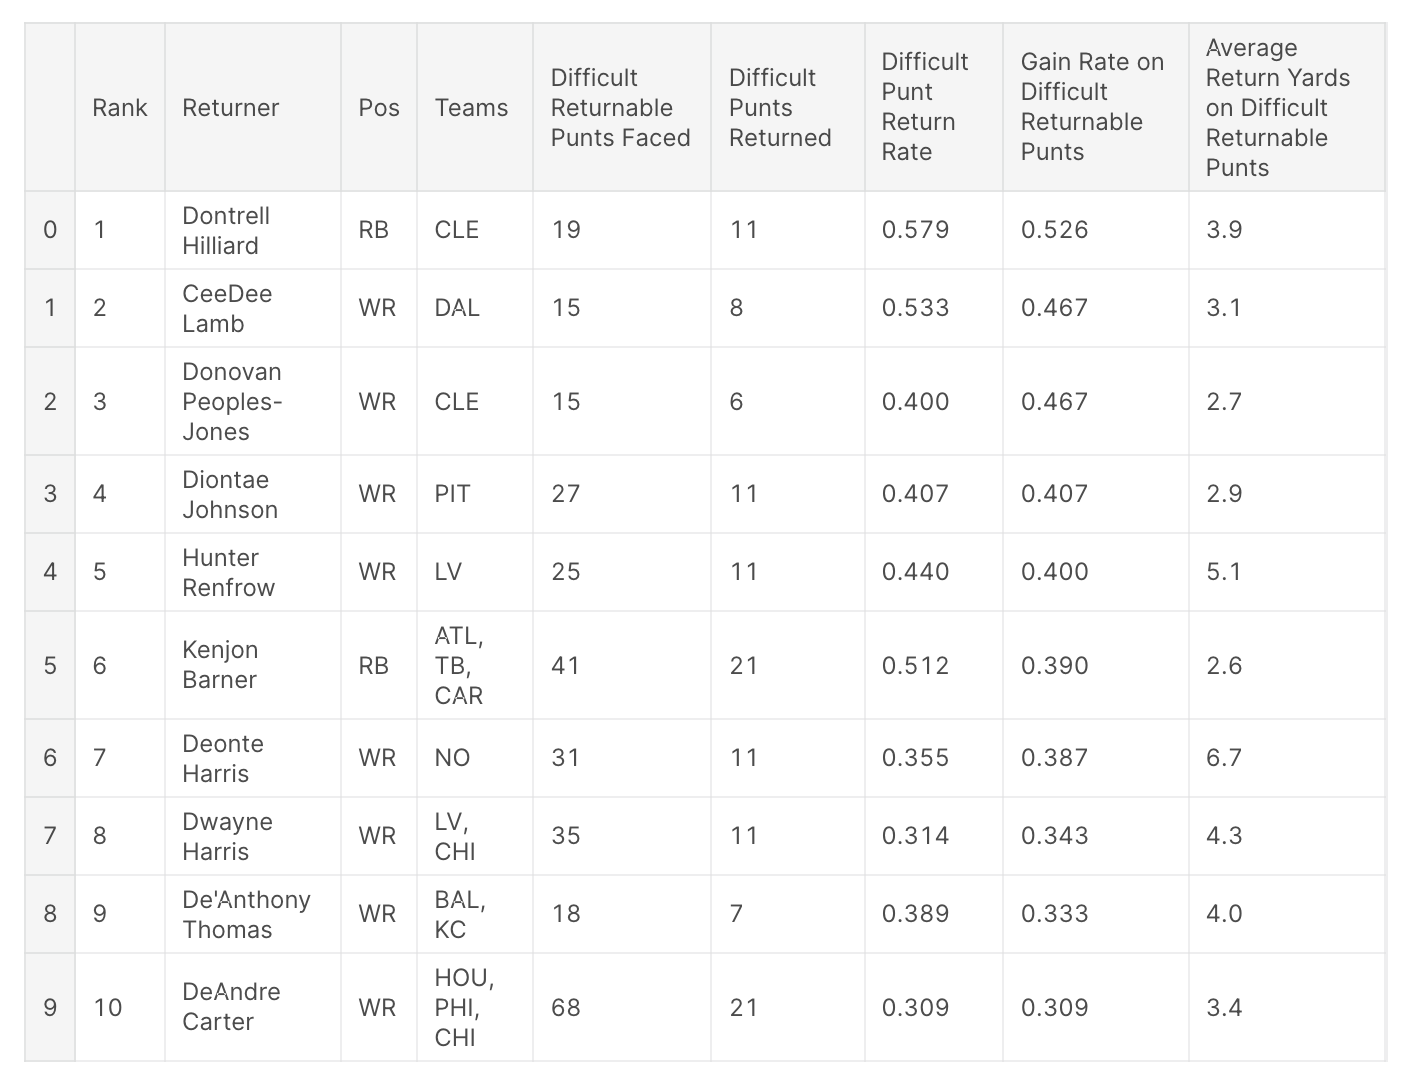 Rank Returner Pos Teams Difficult Returnable Punts Faced Difficult Punts Returned Difficult Punt Return Rate Gain Rate on Difficult Returnable Punts Average Return Yards on Difficult Returnable Punts
0 1 Dontrell Hilliard RB CLE 19 11 0.579 0.526 3.9
1 2 CeeDee Lamb WR DAL 15 8 0.533 0.467 3.1
2 3 Donovan Peoples-Jones WR CLE 15 6 0.400 0.467 2.7
3 4 Diontae Johnson WR PIT 27 11 0.407 0.407 2.9
4 5 Hunter Renfrow WR LV 25 11 0.440 0.400 5.1
5 6 Kenjon Barner RB ATL, TB, CAR 41 21 0.512 0.390 2.6
6 7 Deonte Harris WR NO 31 11 0.355 0.387 6.7
7 8 Dwayne Harris WR LV, CHI 35 11 0.314 0.343 4.3
8 9 De'Anthony Thomas WR BAL, KC 18 7 0.389 0.333 4.0
9 10 DeAndre Carter WR HOU, PHI, CHI 68 21 0.309 0.309 3.4